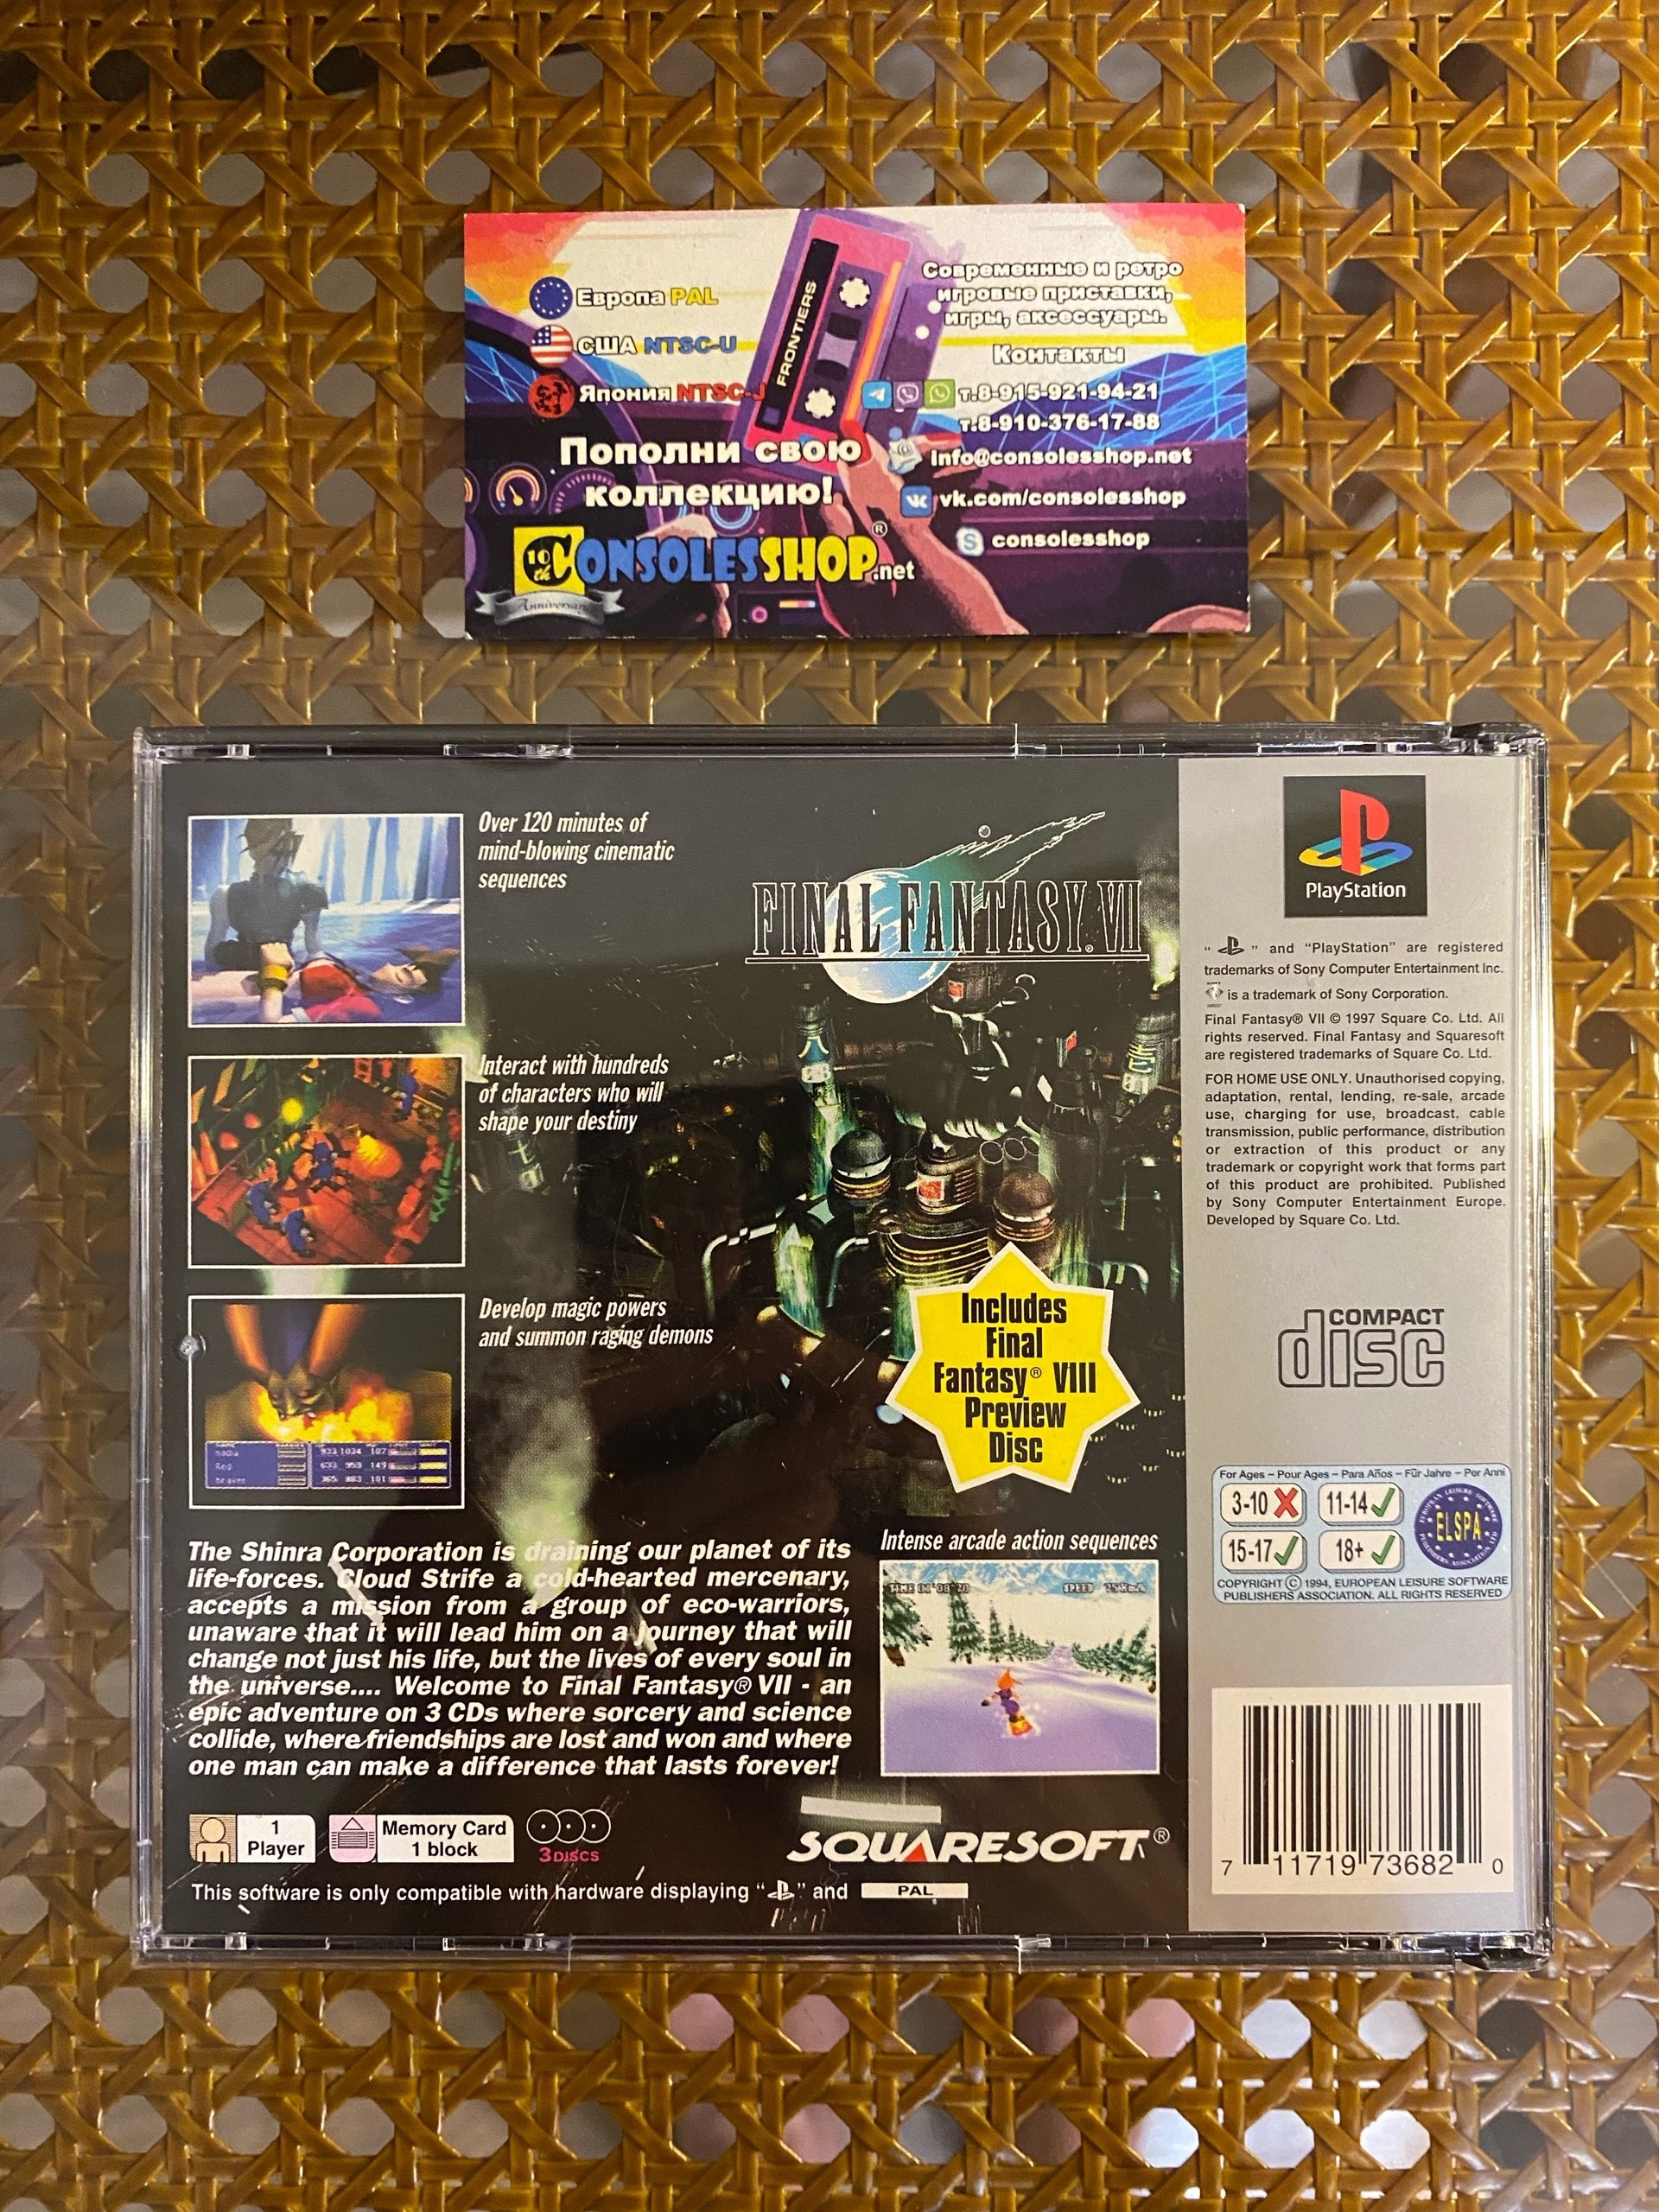 Европа PAL
США NTSC-U
Япония NTSC-J
Пополни свою
коллекцию!
10th
CONSOLESSHOP®.net
Anniversary
FRONTIERS
Современные и ретро
игровые приставки,
игры, аксессуары.
Контакты
т.8-915-921-94-21
т.8-910-376-17-88
info@consolesshop.net
vk.com/consolesshop
consolesshop
Over 120 minutes of
mind-blowing cinematic
sequences
FINAL FANTASY® VII
Interact with hundreds
of characters who will
shape your destiny
Develop magic powers
and summon raging demons
933 1034 107
Red
633 953 149
365 883 101
Includes
Final
Fantasy® VIII
Preview
Disc
Intense arcade action sequences
The Shinra Corporation is draining our planet of its
life-forces. Cloud Strife a cold-hearted mercenary,
accepts a mission from a group of eco-warriors,
unaware that it will lead him on a journey that will
change not just his life, but the lives of every soul in
the universe.... Welcome to Final Fantasy® VII - an
epic adventure on 3 CDs where sorcery and science
collide, where friendships are lost and won and where
one man can make a difference that lasts forever!
1
Player
Memory Card
1 block
3 DISCS
SQUARESOFT®
This software is only compatible with hardware displaying “ ” and PAL
PlayStation
“ ” and “PlayStation” are registered
trademarks of Sony Computer Entertainment Inc.
is a trademark of Sony Corporation.
Final Fantasy® VII © 1997 Square Co. Ltd. All
rights reserved. Final Fantasy and Squaresoft
are registered trademarks of Square Co. Ltd.
FOR HOME USE ONLY. Unauthorised copying,
adaptation, rental, lending, re-sale, arcade
use, charging for use, broadcast, cable
transmission, public performance, distribution
or extraction of this product or any
trademark or copyright work that forms part
of this product are prohibited. Published
by Sony Computer Entertainment Europe.
Developed by Square Co. Ltd.
COMPACT
disc
For Ages – Pour Ages – Para Años – Für Jahre – Per Anni
3-10
11-14
15-17
18+
ELSPA
COPYRIGHT © 1994, EUROPEAN LEISURE SOFTWARE
PUBLISHERS ASSOCIATION. ALL RIGHTS RESERVED
7 11719 73682 0